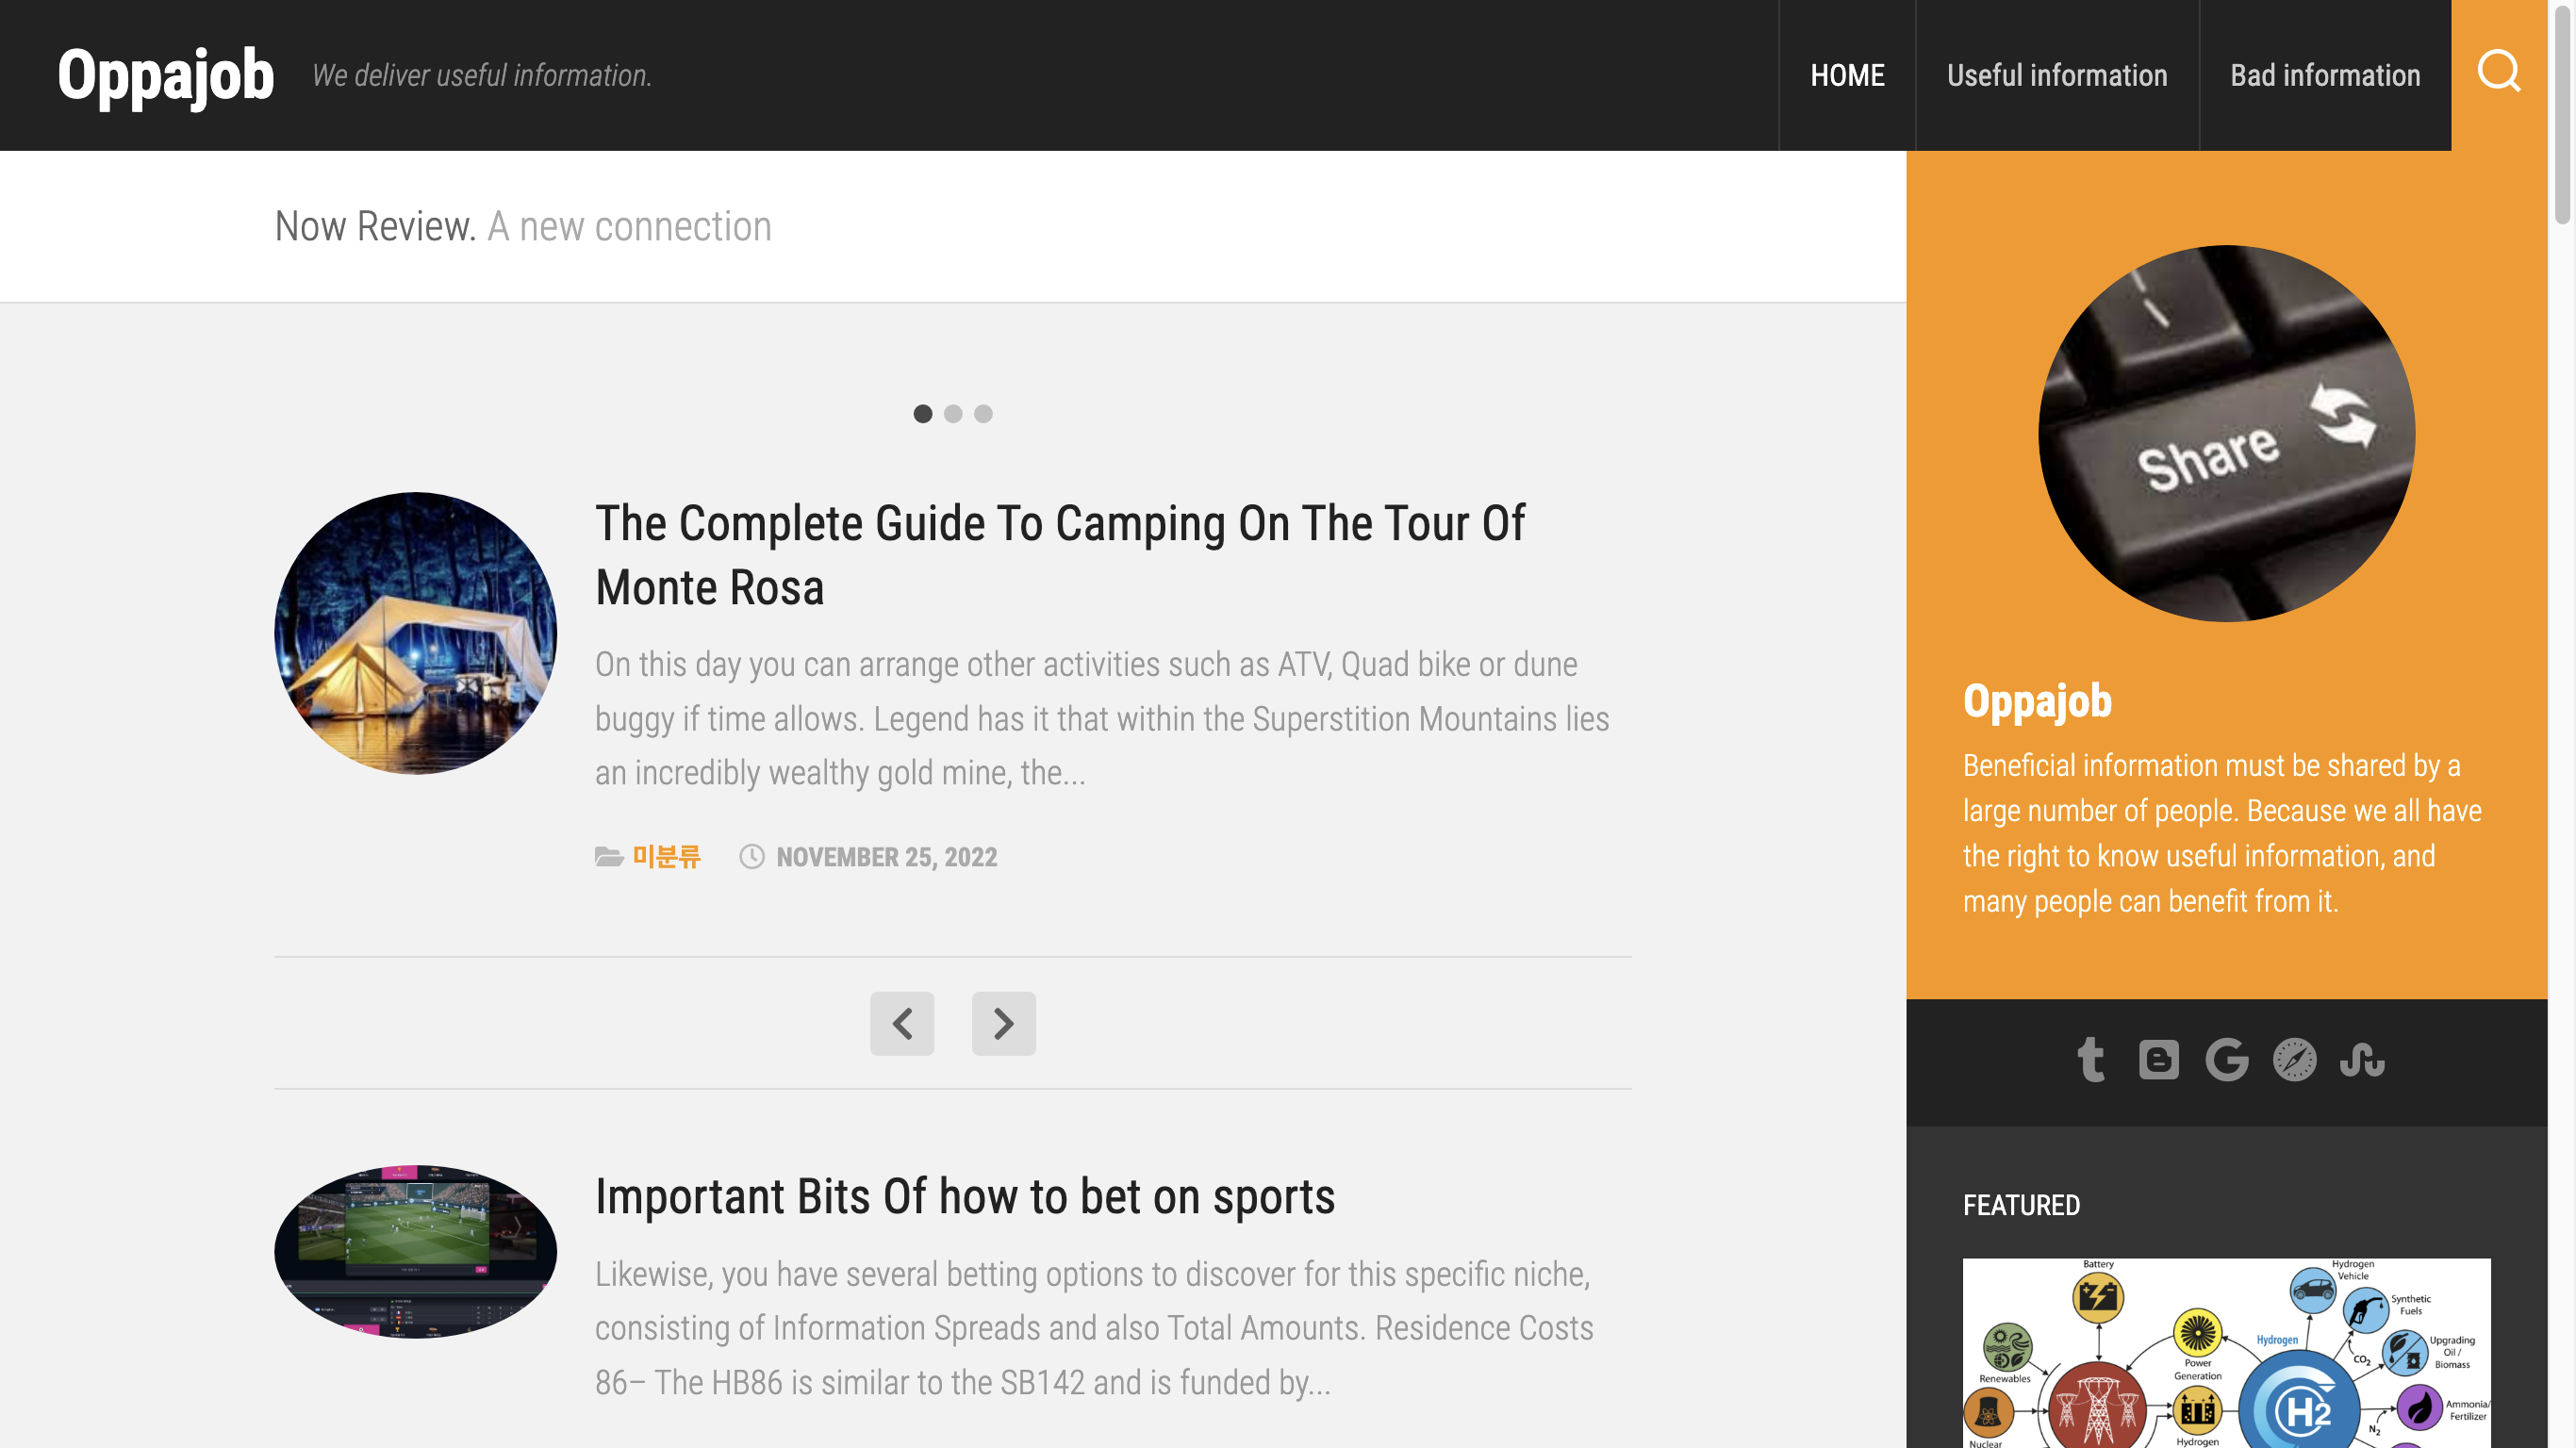 Oppajob
We deliver useful information.
HOME
Useful information
Bad information
Now Review. A new connection
The Complete Guide To Camping On The Tour Of
Monte Rosa
On this day you can arrange other activities such as ATV, Quad bike or dune
buggy if time allows. Legend has it that within the Superstition Mountains lies
an incredibly wealthy gold mine, the...
미분류
NOVEMBER 25, 2022
Important Bits Of how to bet on sports
Likewise, you have several betting options to discover for this specific niche,
consisting of Information Spreads and also Total Amounts. Residence Costs
86– The HB86 is similar to the SB142 and is funded by...
Share
Oppajob
Beneficial information must be shared by a
large number of people. Because we all have
the right to know useful information, and
many people can benefit from it.
FEATURED
Battery
Hydrogen
Vehicle
Synthetic
Fuels
Hydrogen
Upgrading
Oil /
Biomass
CO2
Power
Generation
Renewables
H2
Ammonia/
Fertilizer
N2
Nuclear
Hydrogen